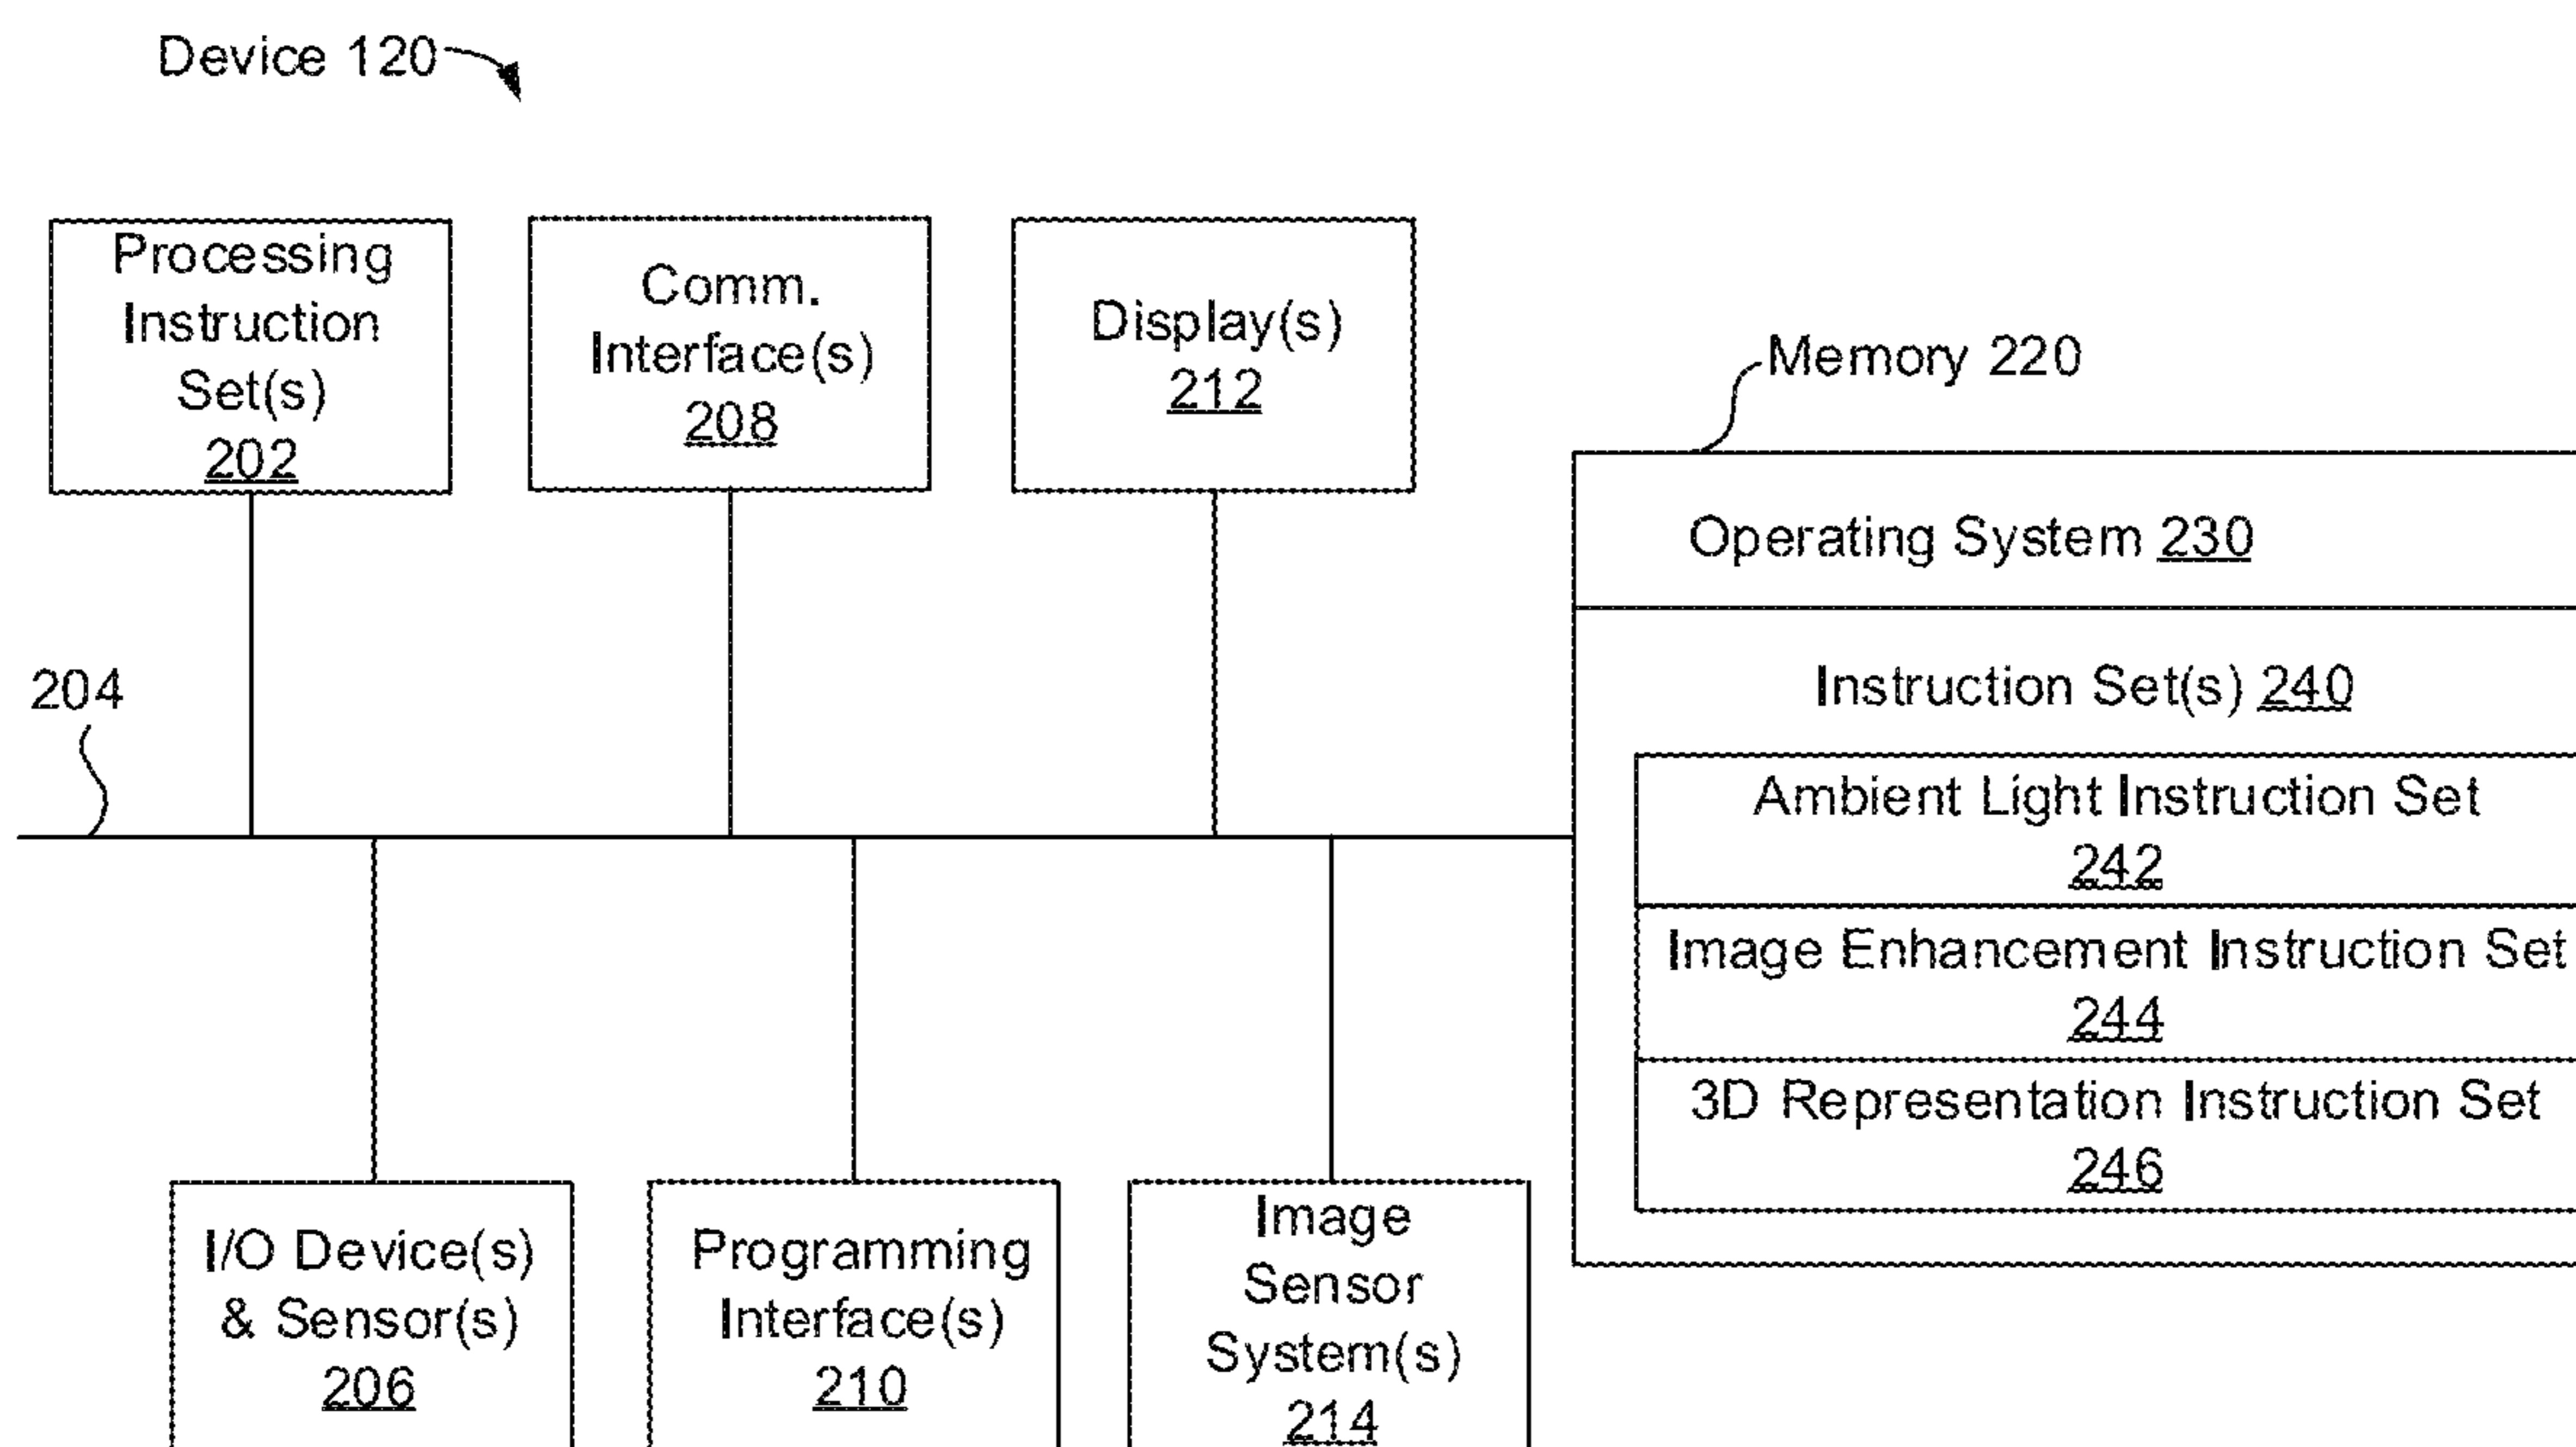 Device 120
Processing
Instruction
Set(s)
202
Comm.
Interface(s)
208
Display(s)
212
Memory 220
Operating System 230
Instruction Set(s) 240
Ambient Light Instruction Set
242
Image Enhancement Instruction Set
244
3D Representation Instruction Set
246
204
I/O Device(s)
& Sensor(s)
206
Programming
Interface(s)
210
Image
Sensor
System(s)
214